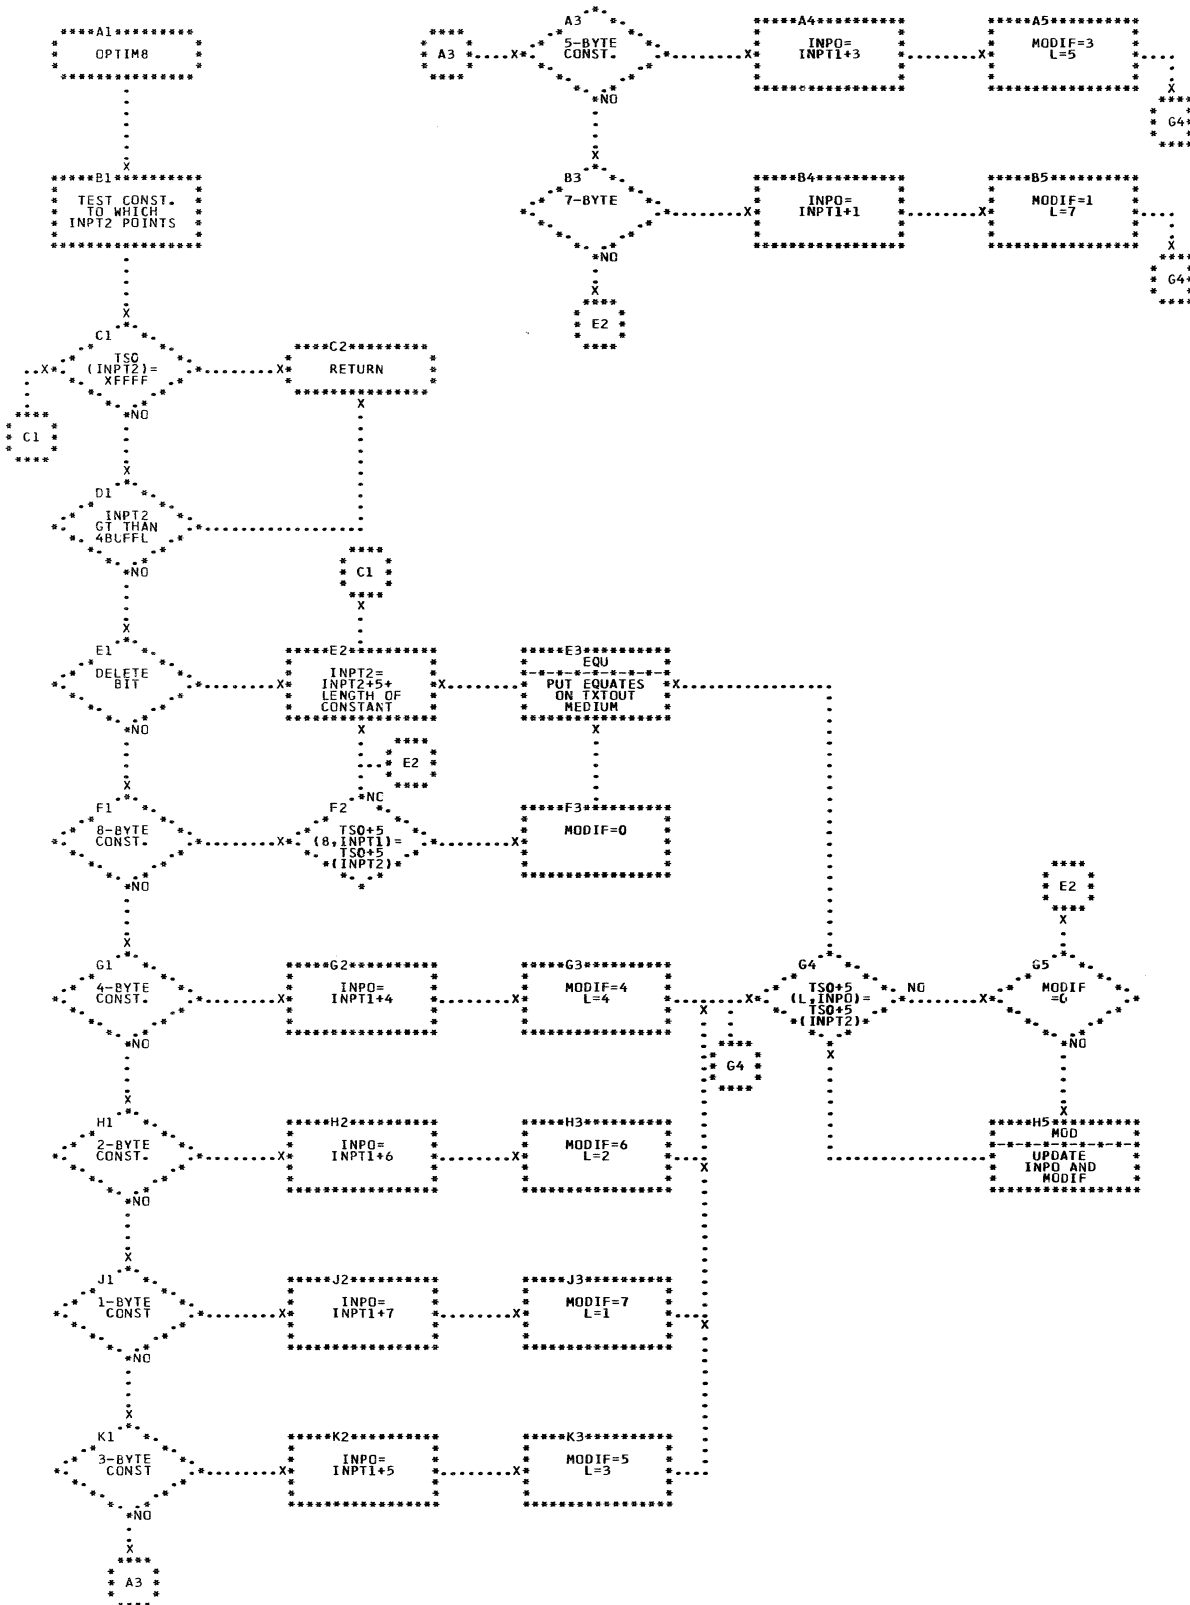 A1
OPTIM8
B1
TEST CONST.
TO WHICH
INPT2 POINTS
C1
TSO
(INPT2)=
XFFFF
NO
C1
C2
RETURN
D1
INPT2
GT THAN
4BUFFL
NO
C1
E1
DELETE
BIT
NO
E2
INPT2=
INPT2+5+
LENGTH OF
CONSTANT
E3
EQU
PUT EQUATES
ON TXTOUT
MEDIUM
E2
F1
8-BYTE
CONST.
NO
F2
NO
TSO+5
(8,INPT1)=
TSO+5
(INPT2)
F3
MODIF=0
G1
4-BYTE
CONST.
NO
G2
INPO=
INPT1+4
G3
MODIF=4
L=4
G4
G4
TSO+5
(L,INPO)=
TSO+5
(INPT2)
NO
E2
G5
MODIF
=0
NO
H1
2-BYTE
CONST.
NO
H2
INPO=
INPT1+6
H3
MODIF=6
L=2
H5
MOD
UPDATE
INPO AND
MODIF
J1
1-BYTE
CONST
NO
J2
INPO=
INPT1+7
J3
MODIF=7
L=1
K1
3-BYTE
CONST
NO
K2
INPO=
INPT1+5
K3
MODIF=5
L=3
A3
A3
A3
5-BYTE
CONST.
NO
A4
INPO=
INPT1+3
A5
MODIF=3
L=5
G4
B3
7-BYTE
NO
B4
INPO=
INPT1+1
B5
MODIF=1
L=7
G4
E2